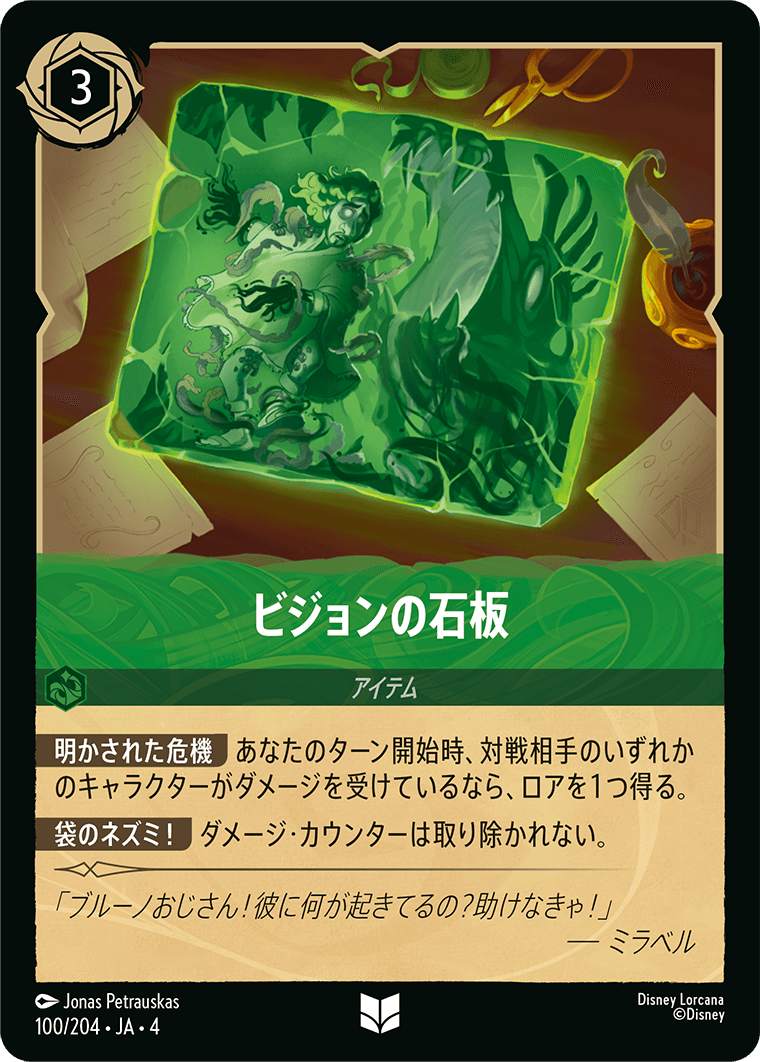 3
ビジョンの石板
アイテム
明かされた危機 あなたのターン開始時、対戦相手のいずれか
のキャラクターがダメージを受けているなら、ロアを1つ得る。
袋のネズミ! ダメージ・カウンターは取り除かれない。
「ブルーノおじさん!彼に何が起きてるの?助けなきゃ!」
— ミラベル
Jonas Petrauskas
100/204・JA・4
Disney Lorcana
©Disney